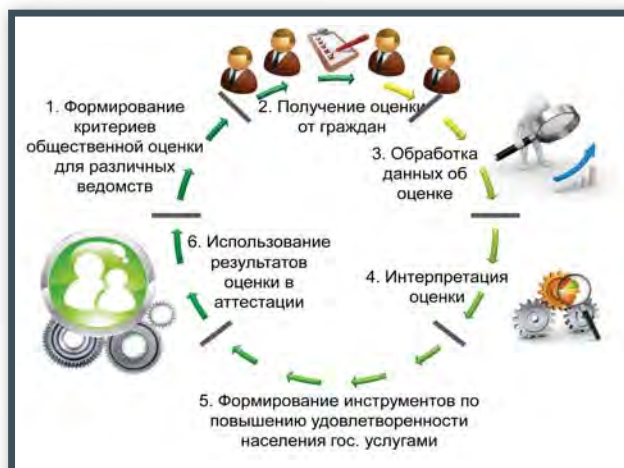 1. Формирование
критериев
общественной оценки
для различных
ведомств
2. Получение оценки
от граждан
3. Обработка
данных об
оценке
4. Интерпретация
оценки
5. Формирование инструментов по
повышению удовлетворенности
населения гос. услугами
6. Использование
результатов
оценки в
аттестации